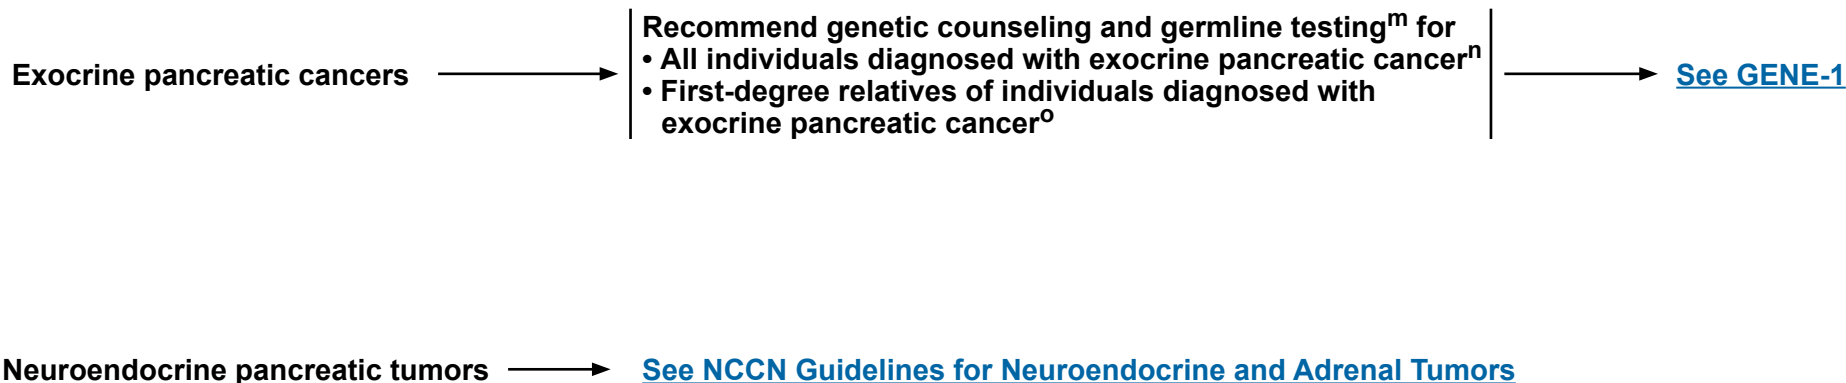 Recommend genetic counseling and germline testingᵐ for
• All individuals diagnosed with exocrine pancreatic cancerⁿ
Exocrine pancreatic cancers
See GENE-1
• First-degree relatives of individuals diagnosed with
exocrine pancreatic cancerᵒ
Neuroendocrine pancreatic tumors
See NCCN Guidelines for Neuroendocrine and Adrenal Tumors